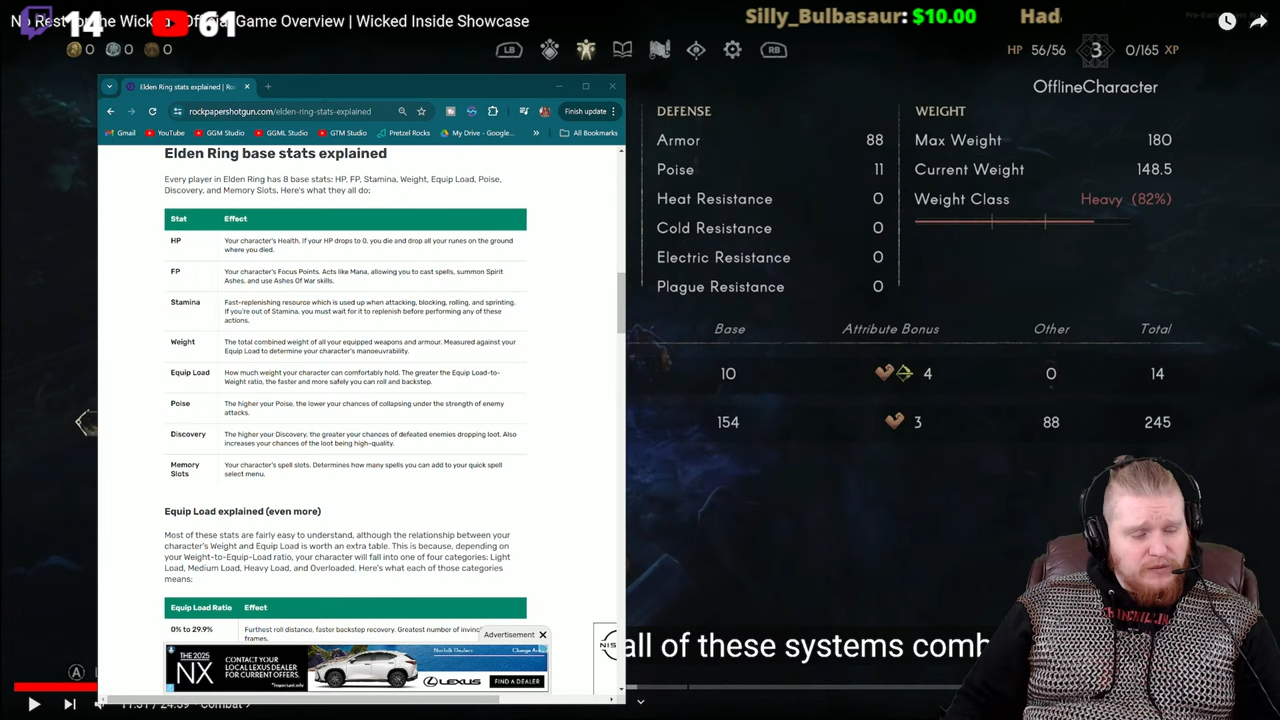 No Rest for the Wicked - Official Game Overview | Wicked Inside Showcase
14
61
Silly_Bulbasaur: $10.00
Had
0
0
0
LB
RB
HP 56/56
3
0/165 XP
OfflineCharacter
Elden Ring stats explained | Ro
rockpapershotgun.com/elden-ring-stats-explained
Finish update
Gmail
YouTube
GGM Studio
GGML Studio
GTM Studio
Pretzel Rocks
My Drive - Google...
All Bookmarks
Elden Ring base stats explained
Every player in Elden Ring has 8 base stats: HP, FP, Stamina, Weight, Equip Load, Poise,
Discovery, and Memory Slots. Here's what they all do:
Stat Effect
HP Your character's Health. If your HP drops to 0, you die and drop all your runes on the ground
where you died.
FP Your character's Focus Points. Acts like Mana, allowing you to cast spells, summon Spirit
Ashes, and use Ashes Of War skills.
Stamina Fast-replenishing resource which is used up when attacking, blocking, rolling, and sprinting.
If you're out of Stamina, you must wait for it to replenish before performing any of these
actions.
Weight The total combined weight of all your equipped weapons and armour. Measured against your
Equip Load to determine your character's manoeuvrability.
Equip Load How much weight your character can comfortably hold. The greater the Equip Load-to-
Weight ratio, the faster and more safely you can roll and backstep.
Poise The higher your Poise, the lower your chances of collapsing under the strength of enemy
attacks.
Discovery The higher your Discovery, the greater your chances of defeated enemies dropping loot. Also
increases your chances of the loot being high-quality.
Memory
Slots
Your character's spell slots. Determines how many spells you can add to your quick spell
select menu.
Equip Load explained (even more)
Most of these stats are fairly easy to understand, although the relationship between your
character's Weight and Equip Load is worth an extra table. This is because, depending on
your Weight-to-Equip-Load ratio, your character will fall into one of four categories: Light
Load, Medium Load, Heavy Load, and Overloaded. Here's what each of those categories
means:
Equip Load Ratio Effect
0% to 29.9% Furthest roll distance, faster backstep recovery. Greatest number of
frames.
Advertisement
THE 2025
NX
CONTACT YOUR
LOCAL LEXUS DEALER
FOR CURRENT OFFERS.
Norfolk Dealers
LEXUS
FIND A DEALER
NIS
DEFENSE
Armor 88
Poise 11
Heat Resistance 0
Cold Resistance 0
Electric Resistance 0
Plague Resistance 0
WEIGHT
Max Weight 180
Current Weight 148.5
Weight Class Heavy (82%)
Base Attribute Bonus Other Total
10 4 0 14
154 3 88 245
all of these systems comb
A
Combat